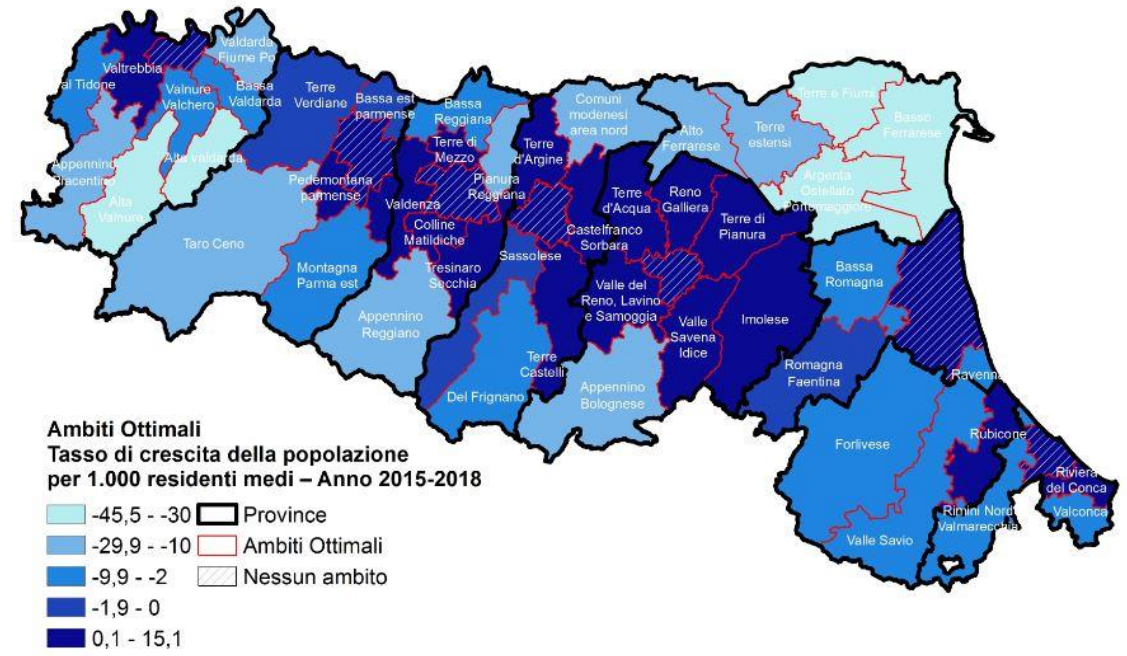 Valdarda
Fiume Po
Valtrebbia
al Tidone
Valnure
Valchero
Bassa
Valdarda
Terre
Verdiane
Bassa est
parmense
Bassa
Reggiana
Comuni
modenesi
area nord
Terre e Fiumi
Basso
Ferrarese
Alto
Ferrarese
Terre
estensi
Terre di
Mezzo
Terre
d'Argine
Appennino
Piacentino
Alta valdarda
Alta
Valnure
Pedemontana
parmense
Pianura
Reggiana
Argenta
Ostellato
Portomaggiore
Valdenza
Terre
d'Acqua
Reno
Galliera
Terre di
Pianura
Colline
Matildiche
Castelfranco
Sorbara
Taro Ceno
Sassolese
Montagna
Parma est
Tresinaro
Secchia
Bassa
Romagna
Valle del
Reno, Lavino
e Samoggia
Valle
Savena
Idice
Imolese
Appennino
Reggiano
Terre
Castelli
Romagna
Faentina
Ravenna
Del Frignano
Appennino
Bolognese
Forlivese
Rubicone
Riviera
del Conca
Rimini Nord
Valmarecchia
Valconca
Valle Savio
Ambiti Ottimali
Tasso di crescita della popolazione
per 1.000 residenti medi – Anno 2015-2018
-45,5 - -30
Province
-29,9 - -10
Ambiti Ottimali
-9,9 - -2
Nessun ambito
-1,9 - 0
0,1 - 15,1